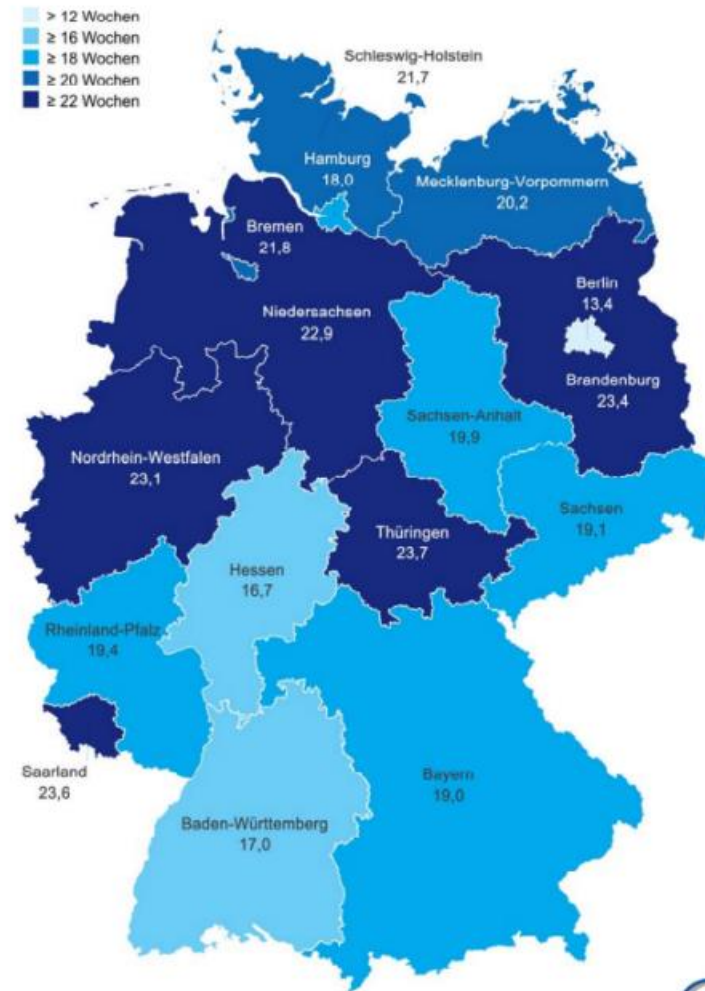 > 12 Wochen
≥ 16 Wochen
≥ 18 Wochen
≥ 20 Wochen
≥ 22 Wochen
Schleswig-Holstein
21,7
Hamburg
18,0
Mecklenburg-Vorpommern
20,2
Bremen
21,8
Berlin
13,4
Niedersachsen
22,9
Brandenburg
23,4
Sachsen-Anhalt
19,9
Nordrhein-Westfalen
23,1
Sachsen
19,1
Thüringen
23,7
Hessen
16,7
Rheinland-Pfalz
19,4
Saarland
23,6
Bayern
19,0
Baden-Württemberg
17,0